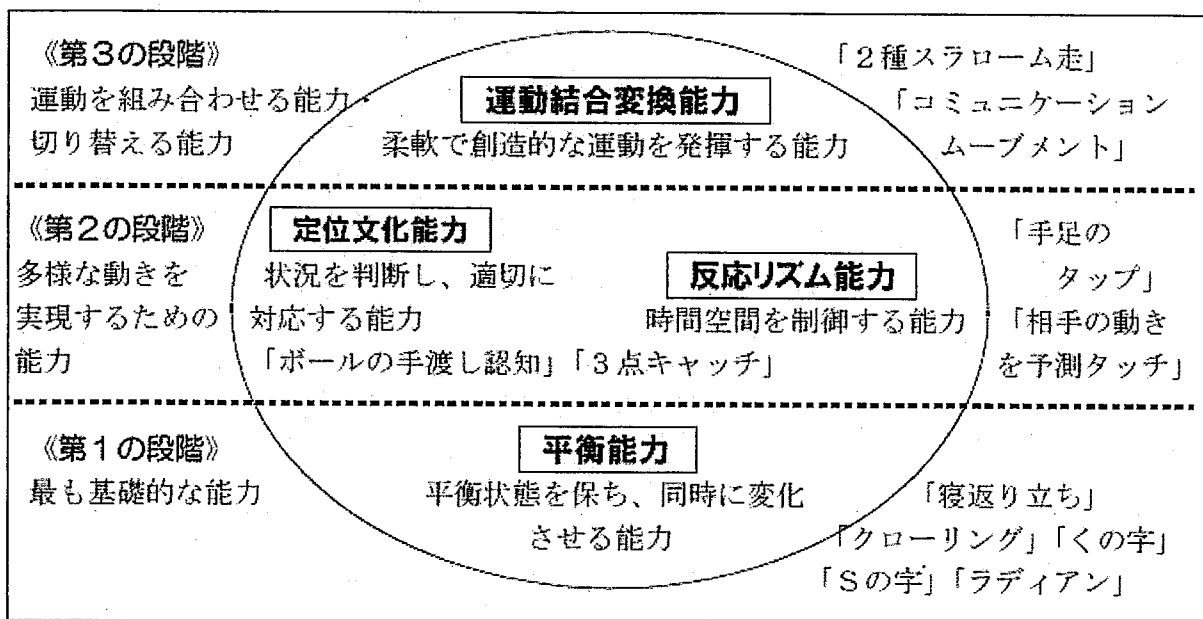 《第３の段階》
運動を組み合わせる能力・
切り替える能力
運動結合変換能力
柔軟で創造的な運動を発揮する能力
「２種スラローム走」
「コミュニケーション
ムーブメント」
《第２の段階》
多様な動きを
実現するための
能力
定位文化能力
状況を判断し、適切に
対応する能力
反応リズム能力
時間空間を制御する能力
「ボールの手渡し認知」「３点キャッチ」
「手足の
タップ」
「相手の動き
を予測タッチ」
《第１の段階》
最も基礎的な能力
平衡能力
平衡状態を保ち、同時に変化
させる能力
「寝返り立ち」
「クローリング」「くの字」
「Ｓの字」「ラディアン」